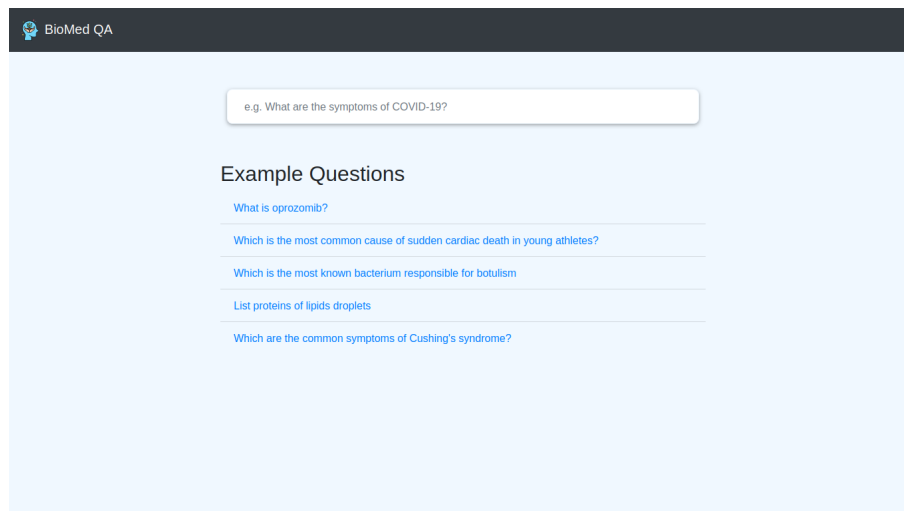 BioMed QA
e.g. What are the symptoms of COVID-19?
Example Questions
What is oprozomib?
Which is the most common cause of sudden cardiac death in young athletes?
Which is the most known bacterium responsible for botulism
List proteins of lipids droplets
Which are the common symptoms of Cushing's syndrome?